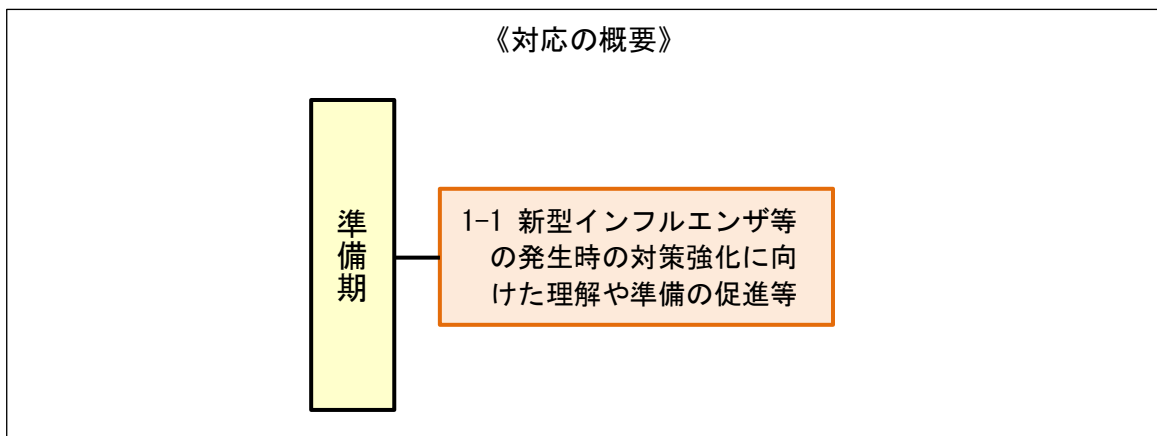 《対応の概要》
準備期
1-1 新型インフルエンザ等
の発生時の対策強化に向
けた理解や準備の促進等